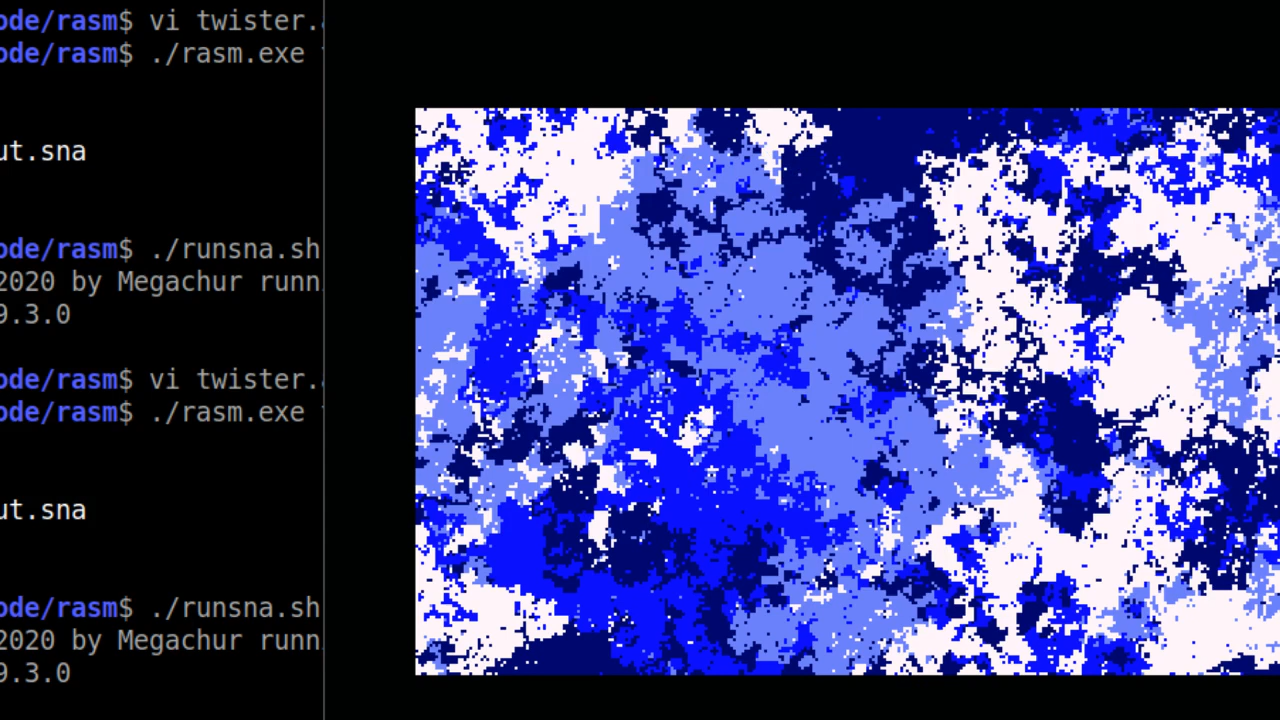 ode/rasm$ vi twister.
ode/rasm$ ./rasm.exe
ut.sna
ode/rasm$ ./runsna.sh
2020 by Megachur runn
9.3.0
ode/rasm$ vi twister.
ode/rasm$ ./rasm.exe
ut.sna
ode/rasm$ ./runsna.sh
2020 by Megachur runn
9.3.0